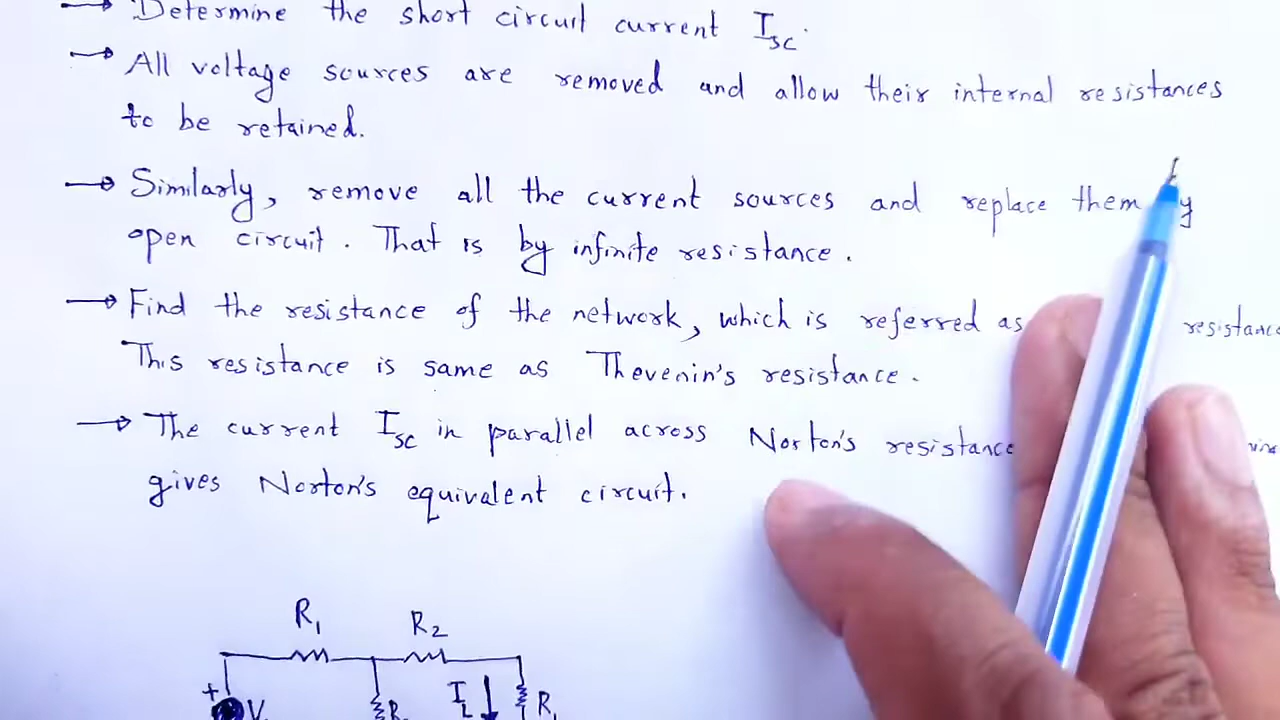 → Determine the short circuit current Isc.
→ All voltage sources are removed and allow their internal resistances
to be retained.
→ Similarly, remove all the current sources and replace them
open circuit. That is by infinite resistance.
→ Find the resistance of the network, which is referred as resistance
This resistance is same as Thevenin's resistance.
→ The current Isc in parallel across Norton's resistance
gives Norton's equivalent circuit.
R1 R2
+ V IL R